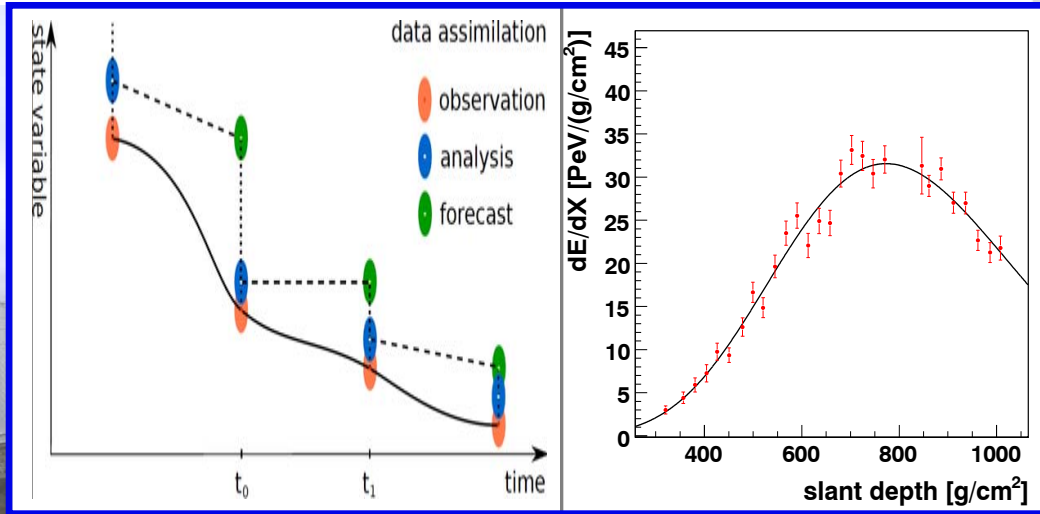 state variable
data assimilation
observation
analysis
forecast
t₀
t₁
time
dE/dX [PeV/(g/cm²)]
45
40
35
30
25
20
15
10
5
0
400
600
800
1000
slant depth [g/cm²]